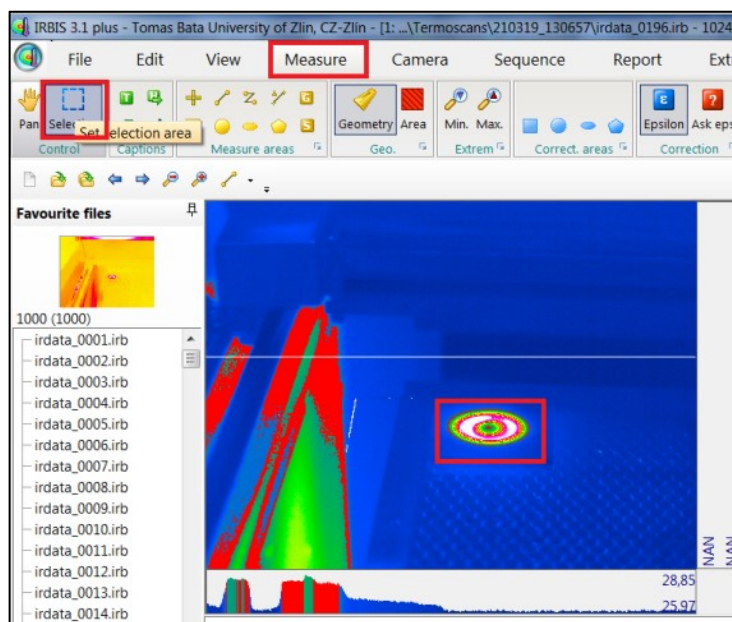 IRBIS 3.1 plus - Tomas Bata University of Zlin, CZ-Zlin - [1: ...\Termoscans\210319_130657\irdata_0196.irb - 1024
File Edit View Measure Camera Sequence Report Extr
Pan Selec Geometry Area Min. Max. Epsilon Ask eps
Set selection area
Control Captions Measure areas Geo. Extrem Correct. areas Correction
Favourite files
1000 (1000)
irdata_0001.irb
irdata_0002.irb
irdata_0003.irb
irdata_0004.irb
irdata_0005.irb
irdata_0006.irb
irdata_0007.irb
irdata_0008.irb
irdata_0009.irb
irdata_0010.irb
irdata_0011.irb
irdata_0012.irb
irdata_0013.irb
irdata_0014.irb
NAN
NAN
28,85
25,97